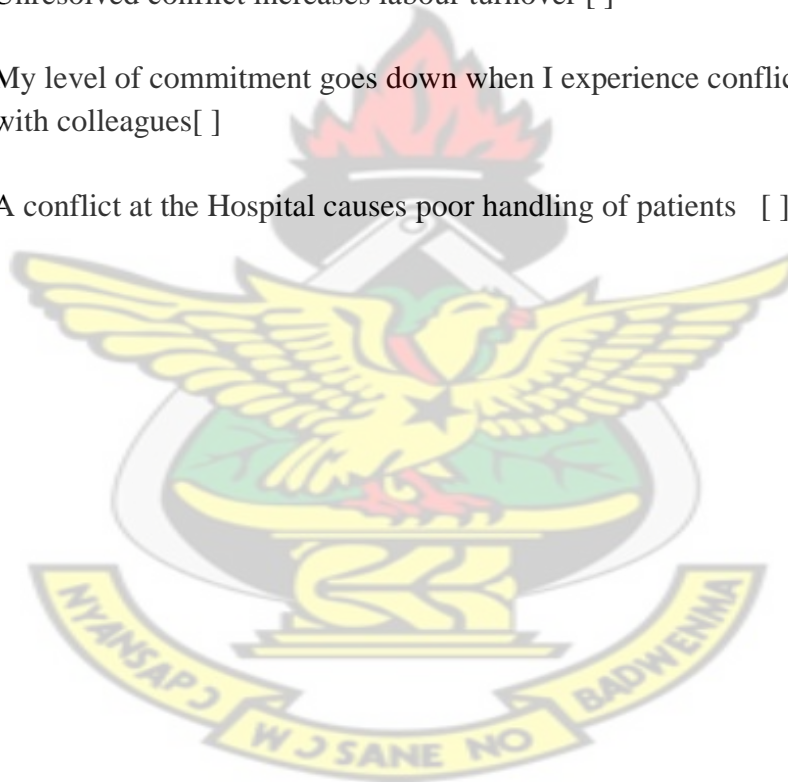 Unresolved conflict increases labour turnover [ ]
My level of commitment goes down when I experience conflic
with colleagues[ ]
A conflict at the Hospital causes poor handling of patients [ ]
NYANSAPƆ WƆ SANE NO BADWENMA